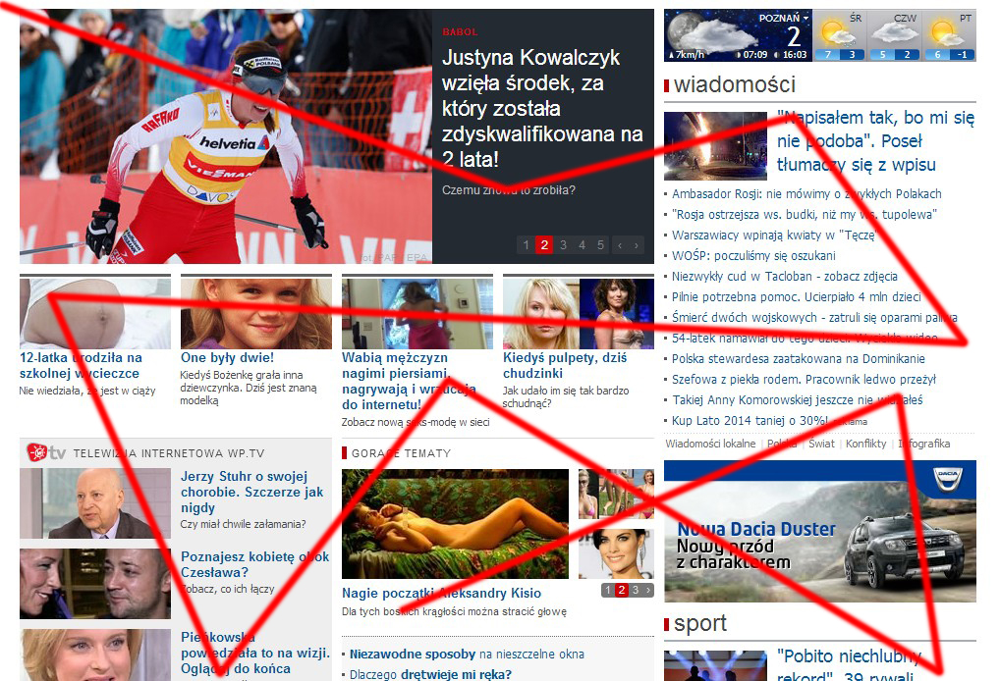 BABOL
Justyna Kowalczyk
wzięła środek, za
który została
zdyskwalifikowana na
2 lata!
Czemu znowu to zrobiła?
1 2 3 4 5 ‹ ›
fot. PAP / EPA
helvetia
VIESMANN
DAVOS
RAFAKO
POZNAŃ
2
7km/h
07:09 16:03
ŚR
7 3
CZW
5 2
PT
6 -1
wiadomości
"Napisałem tak, bo mi się
nie podoba". Poseł
tłumaczy się z wpisu
Ambasador Rosji: nie mówimy o zwykłych Polakach
"Rosja ostrzejsza ws. budki, niż my ws. tupolewa"
Warszawiacy wpinają kwiaty w "Tęczę"
WOŚP: poczuliśmy się oszukani
Niezwykły cud w Tacloban - zobacz zdjęcia
Pilnie potrzebna pomoc. Ucierpiało 4 mln dzieci
Śmierć dwóch wojskowych - zatruli się oparami paliwa
54-latek namawiał do tego dzieci. Wyciekło wideo
Polska stewardesa zaatakowana na Dominikanie
Szefowa z piekła rodem. Pracownik ledwo przeżył
Takiej Anny Komorowskiej jeszcze nie widziałeś
Kup Lato 2014 taniej o 30%! reklama
Wiadomości lokalne | Polska | Świat | Konflikty | Infografika
12-latka urodziła na
szkolnej wycieczce
Nie wiedziała, że jest w ciąży
One były dwie!
Kiedyś Bożenkę grała inna
dziewczynka. Dziś jest znaną
modelką
Wabią mężczyzn
nagimi piersiami,
nagrywają i wrzucają
do internetu!
Zobacz nową seks-modę w sieci
Kiedyś pulpety, dziś
chudzinki
Jak udało im się tak bardzo
schudnąć?
tv TELEWIZJA INTERNETOWA WP.TV
Jerzy Stuhr o swojej
chorobie. Szczerze jak
nigdy
Czy miał chwile załamania?
Poznajesz kobietę obok
Czesława?
Zobacz, co ich łączy
Pieńkowska
powiedziała to na wizji.
Oglądaj do końca
GORĄCE TEMATY
Nagie początki Aleksandry Kisio
1 2 3 ›
Dla tych boskich krągłości można stracić głowę
Niezawodne sposoby na nieszczelne okna
Dlaczego drętwieje mi ręka?
DACIA
Nowa Dacia Duster
Nowy przód
z charakterem
sport
"Pobito niechlubny
rekord". 39 rywali